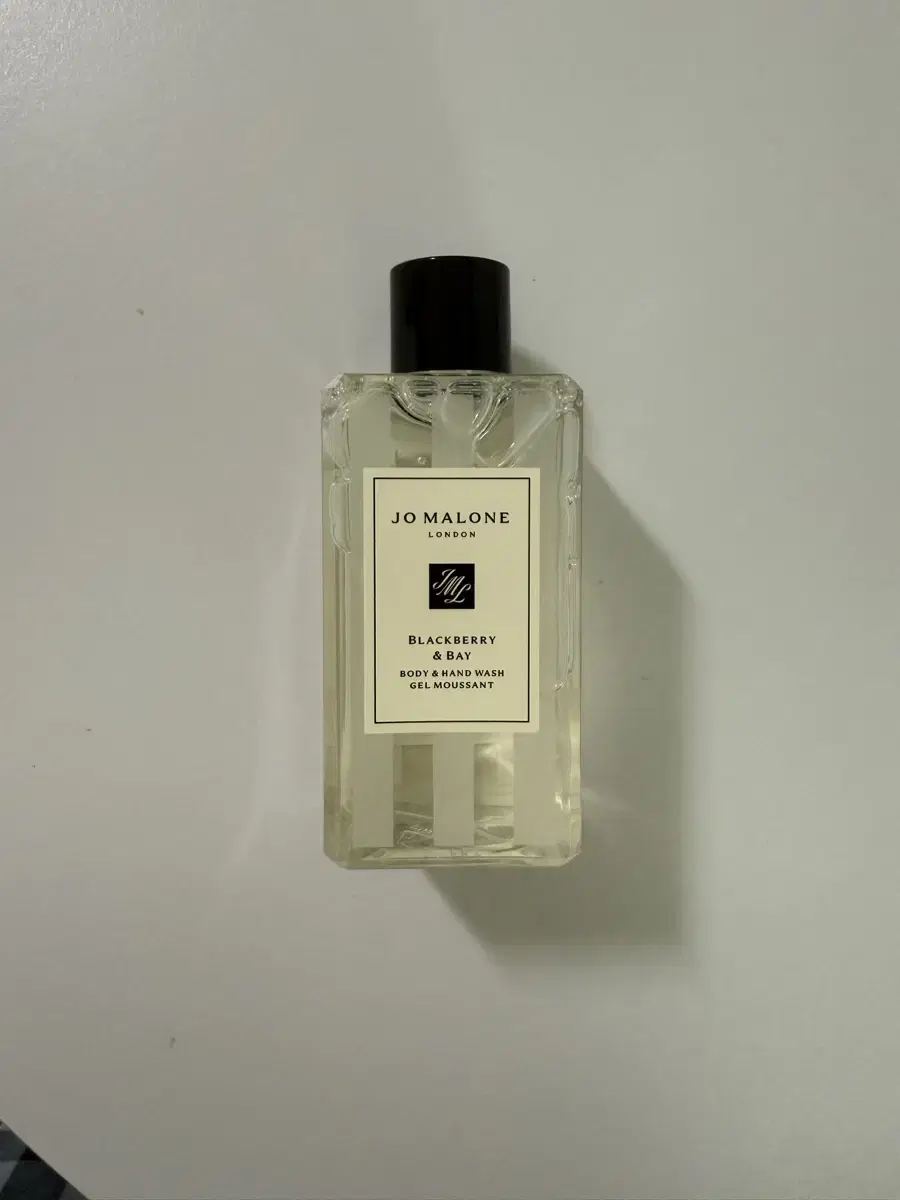 JO MALONE
LONDON
JML
BLACKBERRY
& BAY
BODY & HAND WASH
GEL MOUSSANT